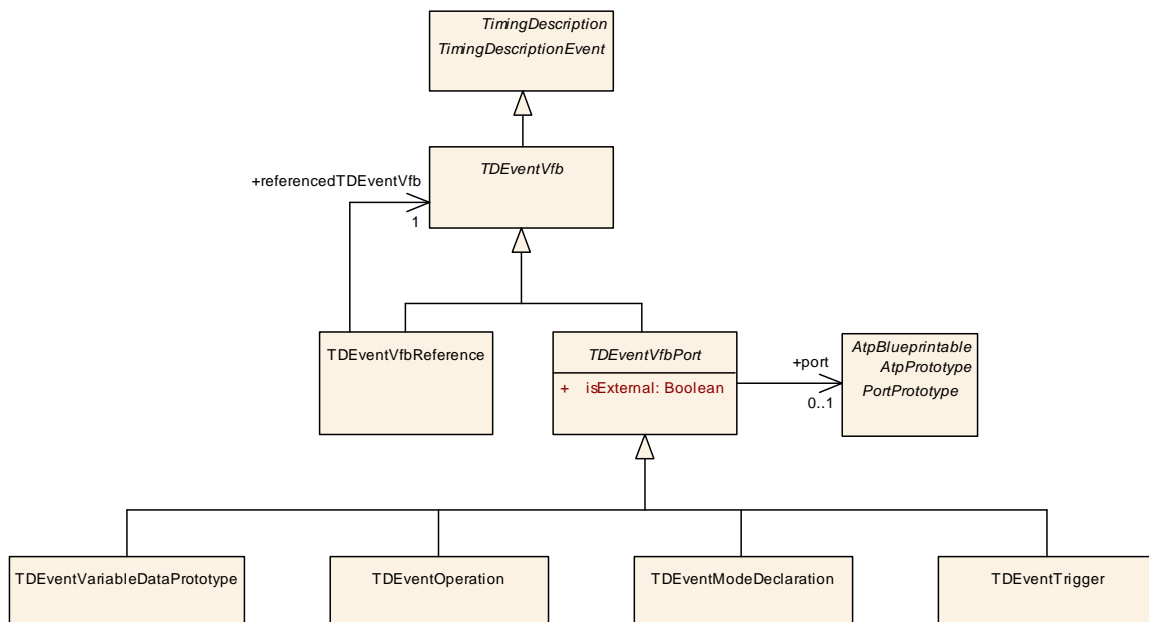 TimingDescription
TimingDescriptionEvent
TDEventVfb
+referencedTDEventVfb
1
TDEventVfbReference
TDEventVfbPort
+ isExternal: Boolean
+port
0..1
AtpBlueprintable
AtpPrototype
PortPrototype
TDEventVariableDataPrototype
TDEventOperation
TDEventModeDeclaration
TDEventTrigger